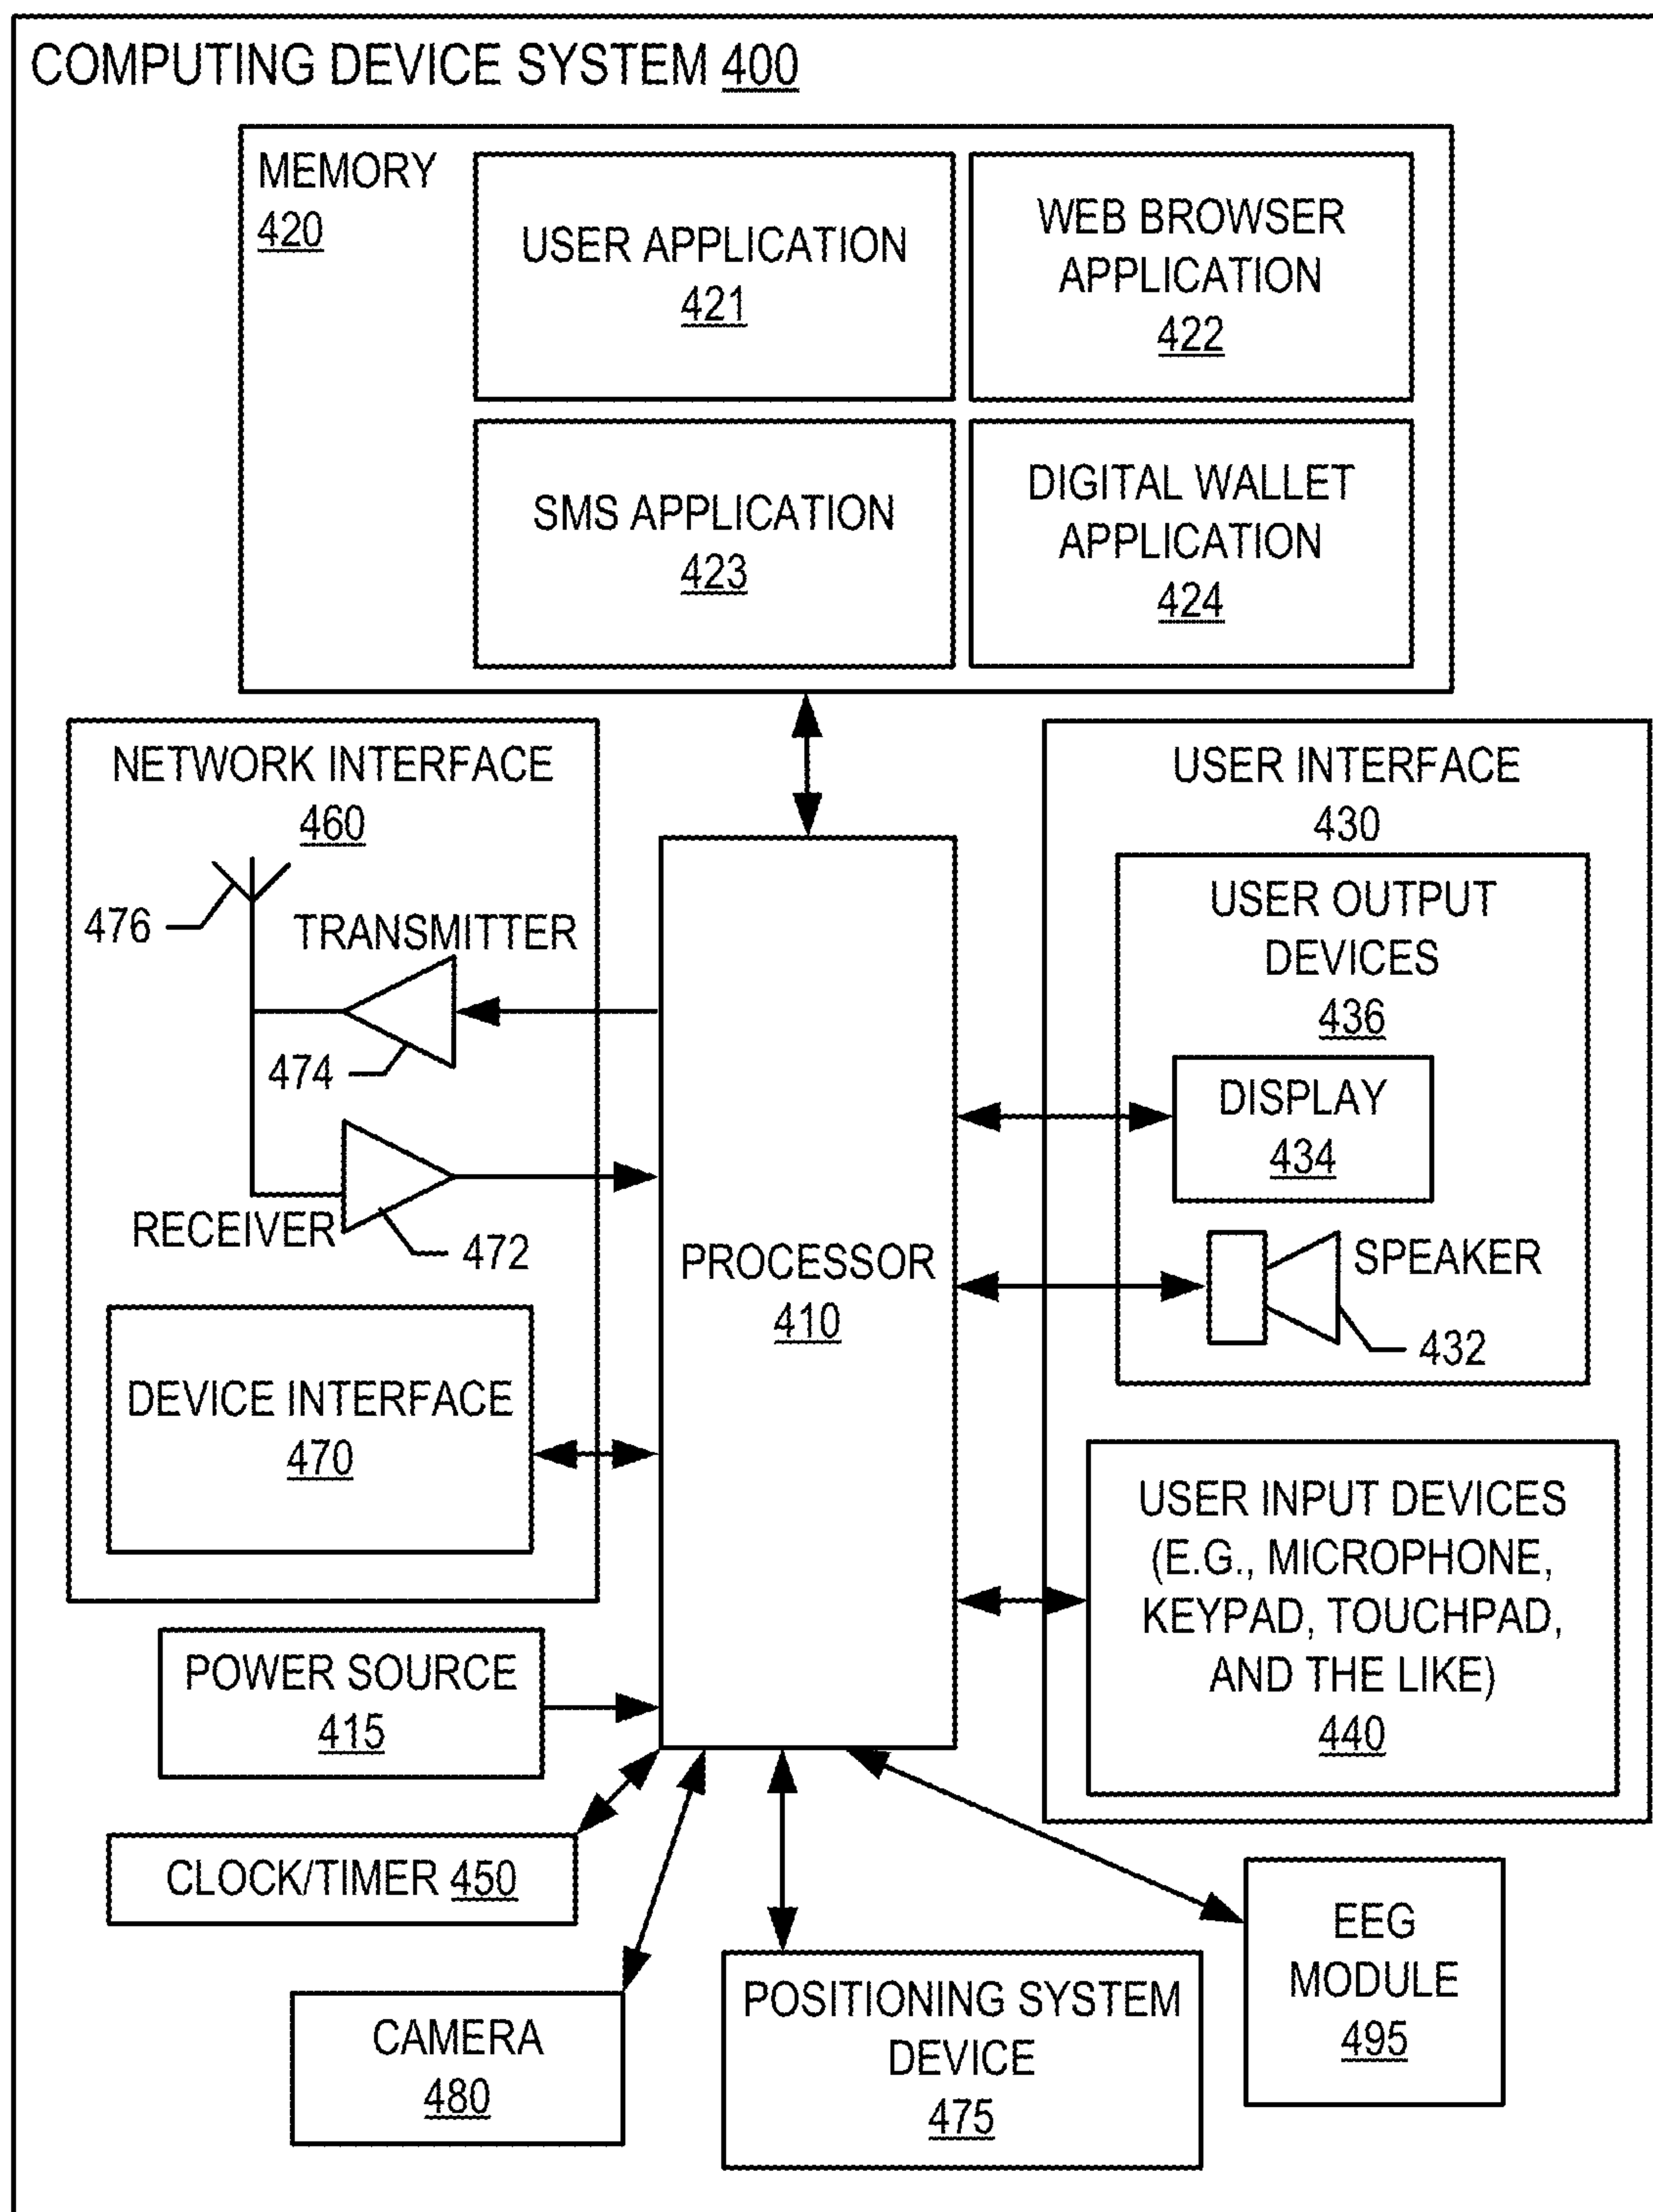 COMPUTING DEVICE SYSTEM 400
MEMORY
420
USER APPLICATION
421
WEB BROWSER
APPLICATION
422
SMS APPLICATION
423
DIGITAL WALLET
APPLICATION
424
NETWORK INTERFACE
460
476
TRANSMITTER
474
RECEIVER
472
DEVICE INTERFACE
470
PROCESSOR
410
USER INTERFACE
430
USER OUTPUT
DEVICES
436
DISPLAY
434
SPEAKER
432
USER INPUT DEVICES
(E.G., MICROPHONE,
KEYPAD, TOUCHPAD,
AND THE LIKE)
440
POWER SOURCE
415
CLOCK/TIMER 450
CAMERA
480
POSITIONING SYSTEM
DEVICE
475
EEG
MODULE
495